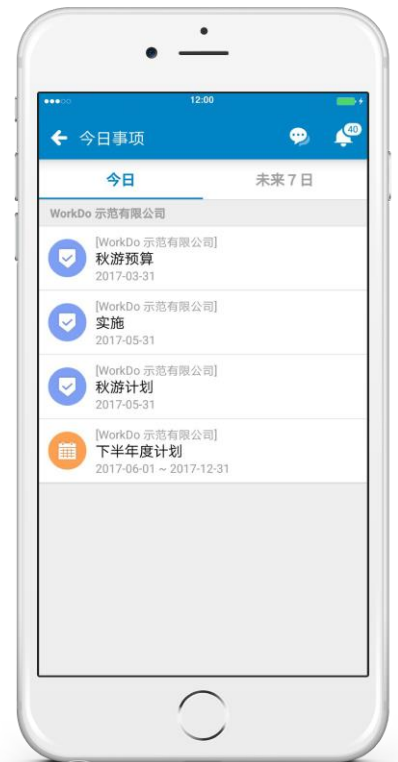 12:00
今日事项
40
今日
未来 7 日
WorkDo 示范有限公司
[WorkDo 示范有限公司]
秋游预算
2017-03-31
[WorkDo 示范有限公司]
实施
2017-05-31
[WorkDo 示范有限公司]
秋游计划
2017-05-31
[WorkDo 示范有限公司]
下半年度计划
2017-06-01 ~ 2017-12-31